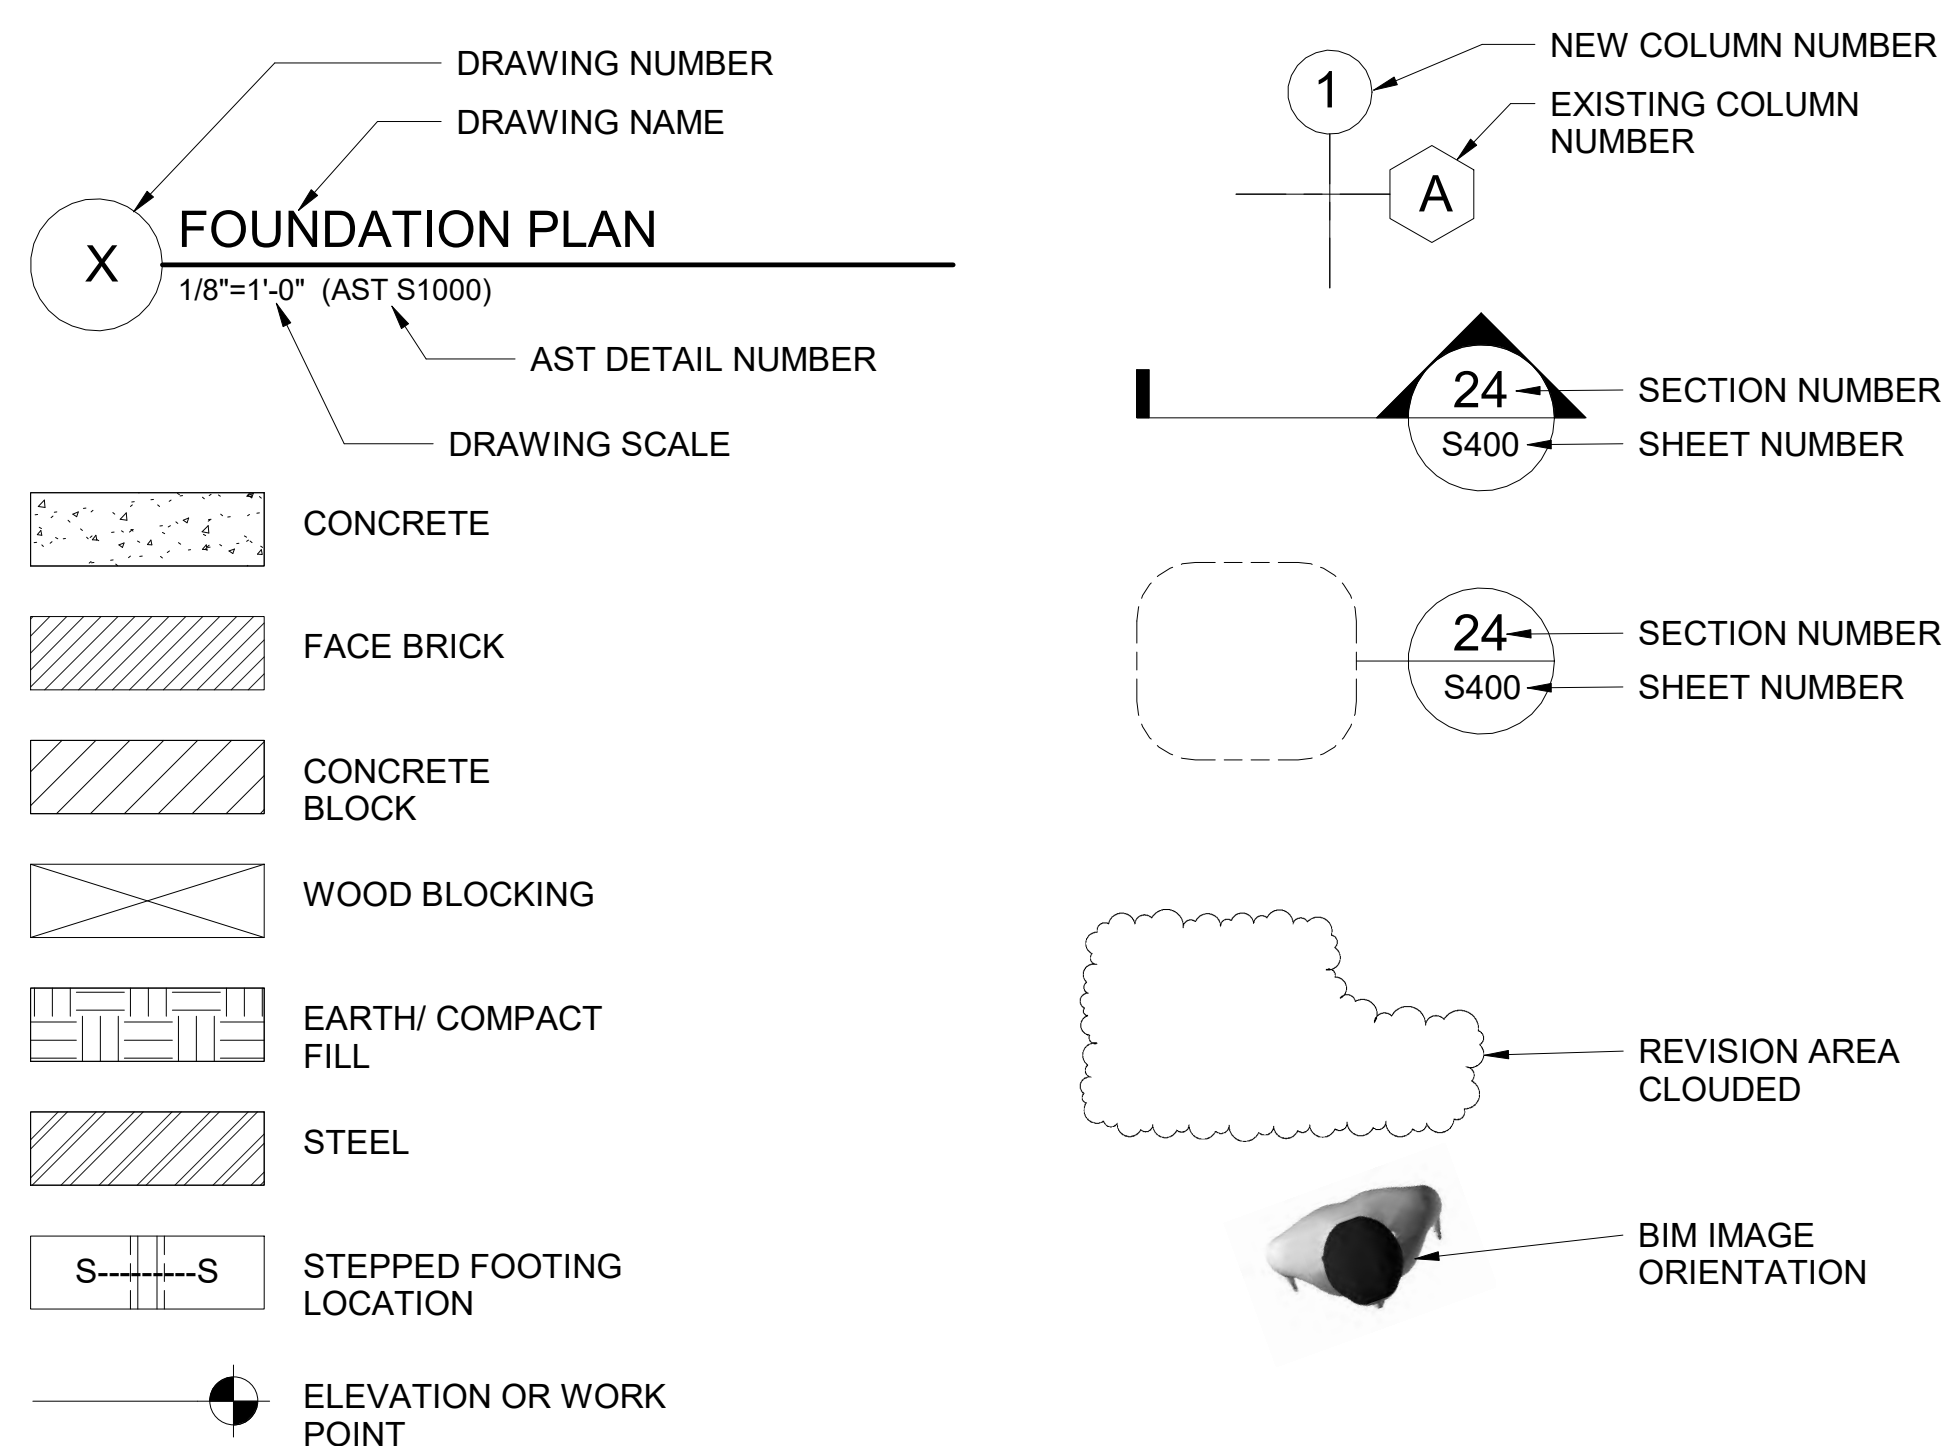 DRAWING NUMBER
DRAWING NAME
X
FOUNDATION PLAN
1/8"=1'-0" (AST S1000)
AST DETAIL NUMBER
DRAWING SCALE
CONCRETE
FACE BRICK
CONCRETE
BLOCK
WOOD BLOCKING
EARTH/ COMPACT
FILL
STEEL
S---------S
STEPPED FOOTING
LOCATION
ELEVATION OR WORK
POINT
NEW COLUMN NUMBER
1
EXISTING COLUMN
NUMBER
A
24
SECTION NUMBER
S400
SHEET NUMBER
24
SECTION NUMBER
S400
SHEET NUMBER
REVISION AREA
CLOUDED
BIM IMAGE
ORIENTATION